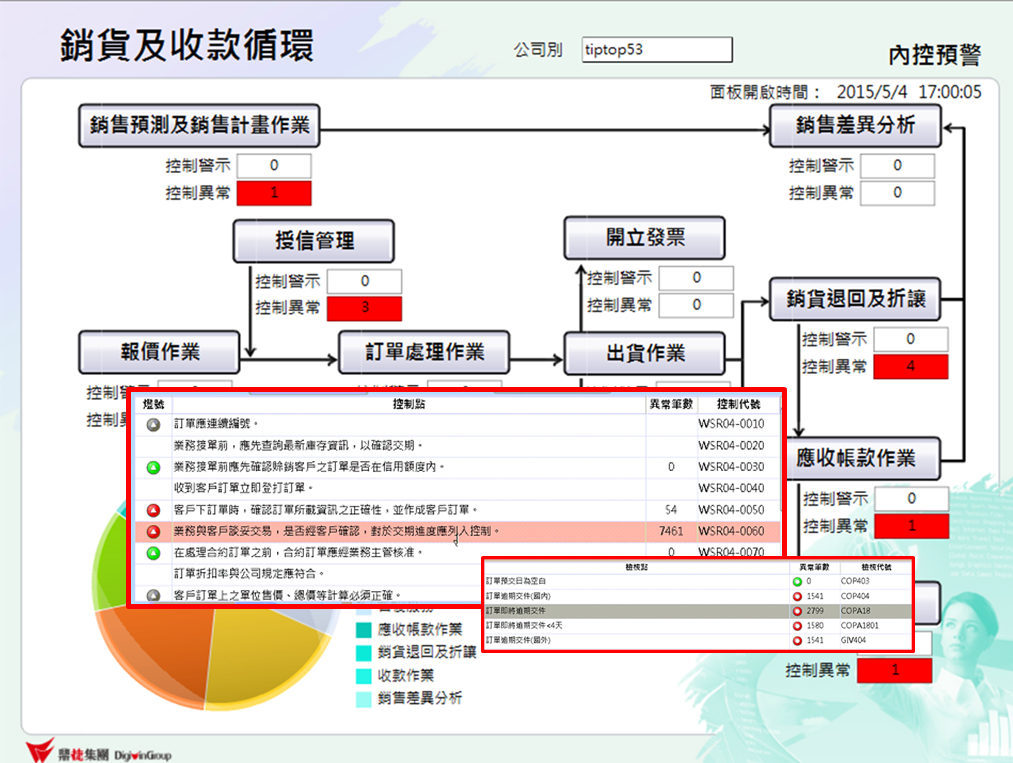 銷貨及收款循環
公司別 tiptop53
內控預警
面板開啟時間： 2015/5/4 17:00:05
銷售預測及銷售計畫作業
控制警示 0
控制異常 1
銷售差異分析
控制警示 0
控制異常 0
授信管理
控制警示 0
控制異常 3
開立發票
控制警示 0
控制異常 0
銷貨退回及折讓
控制警示 0
控制異常 4
報價作業
訂單處理作業
出貨作業
應收帳款作業
控制警示 0
控制異常 1
燈號 控制點 異常筆數 控制代號
訂單應連續編號。 WSR04-0010
業務接單前，應先查詢最新庫存資訊，以確認交期。 WSR04-0020
業務接單前應先確認賒銷客戶之訂單是否在信用額度內。 0 WSR04-0030
收到客戶訂單立即登打訂單。 WSR04-0040
客戶下訂單時，確認訂單所載資訊之正確性，並作成客戶訂單。 54 WSR04-0050
業務與客戶談妥交易，是否經客戶確認，對於交期進度應列入控制。 7461 WSR04-0060
在處理合約訂單之前，合約訂單應經業務主管核准。 0 WSR04-0070
訂單折扣率與公司規定應符合。
客戶訂單上之單位售價、總價等計算必須正確。
檢核點 異常筆數 檢核代號
訂單預交日為空白 0 COP403
訂單逾期交件(國內) 1541 COP404
訂單即將逾期交件 2799 COPA18
訂單即將逾期交件<4天 1580 COPA1801
訂單逾期交件(國外) 1541 GIV404
應收帳款作業
銷貨退回及折讓
收款作業
銷售差異分析
控制異常 1
鼎捷集團 DigiwinGroup